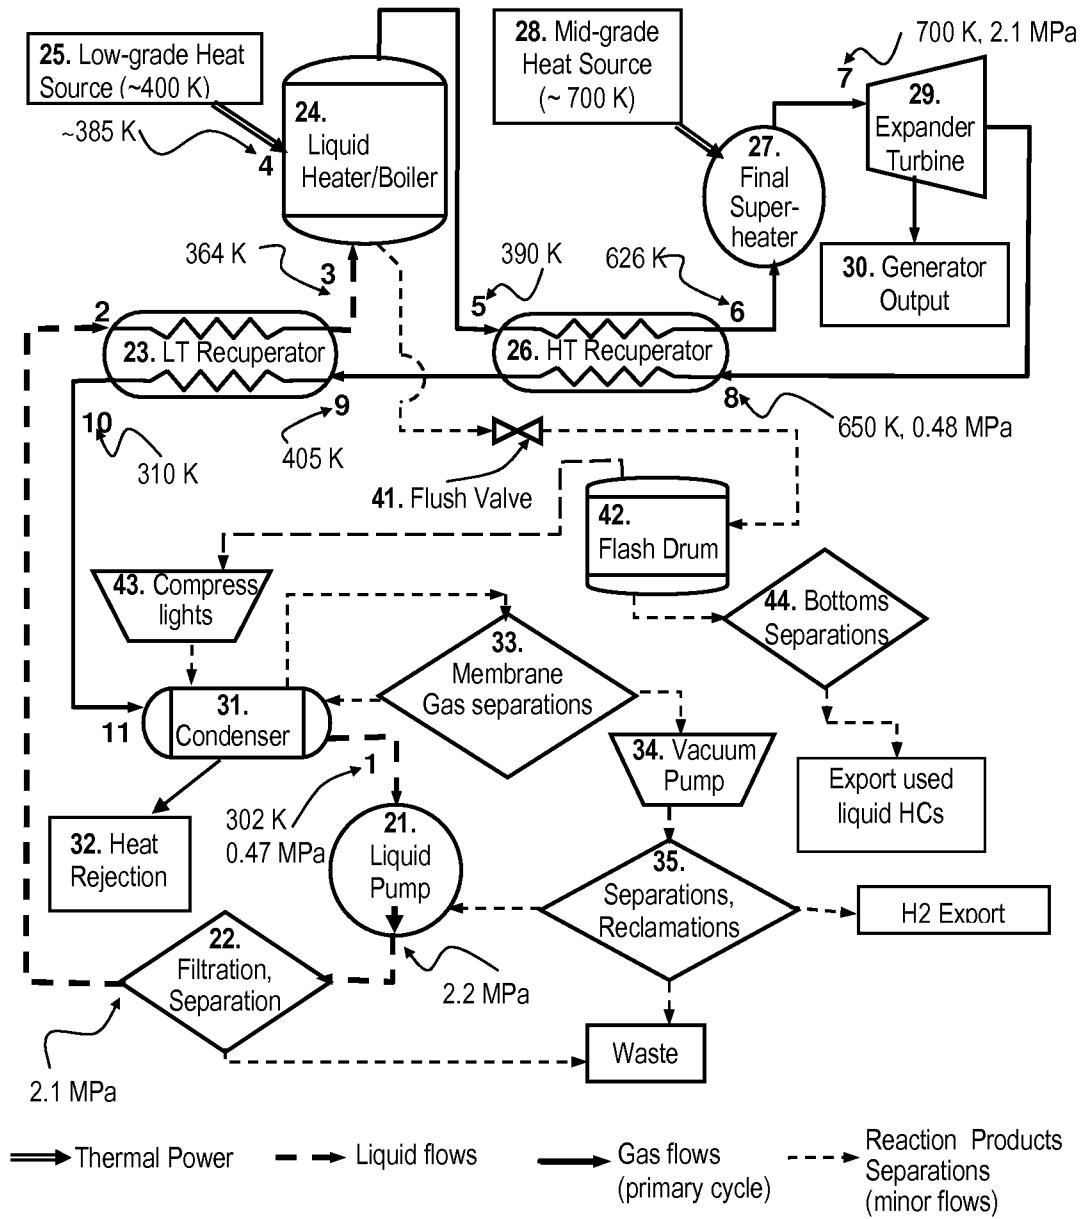 25. Low-grade Heat
Source (~400 K)
~385 K
4
24.
Liquid
Heater/Boiler
28. Mid-grade
Heat Source
(~ 700 K)
700 K, 2.1 MPa
7
29.
Expander
Turbine
27.
Final
Super-
heater
30. Generator
Output
364 K
3
390 K
5
626 K
6
2
23. LT Recuperator
26. HT Recuperator
8
650 K, 0.48 MPa
9
405 K
10
310 K
41. Flush Valve
42.
Flash Drum
43. Compress
lights
44. Bottoms
Separations
33.
Membrane
Gas separations
31.
Condenser
11
1
302 K
0.47 MPa
34. Vacuum
Pump
Export used
liquid HCs
32. Heat
Rejection
21.
Liquid
Pump
35.
Separations,
Reclamations
H2 Export
22.
Filtration,
Separation
2.2 MPa
2.1 MPa
Waste
Thermal Power
Liquid flows
Gas flows
(primary cycle)
Reaction Products
Separations
(minor flows)